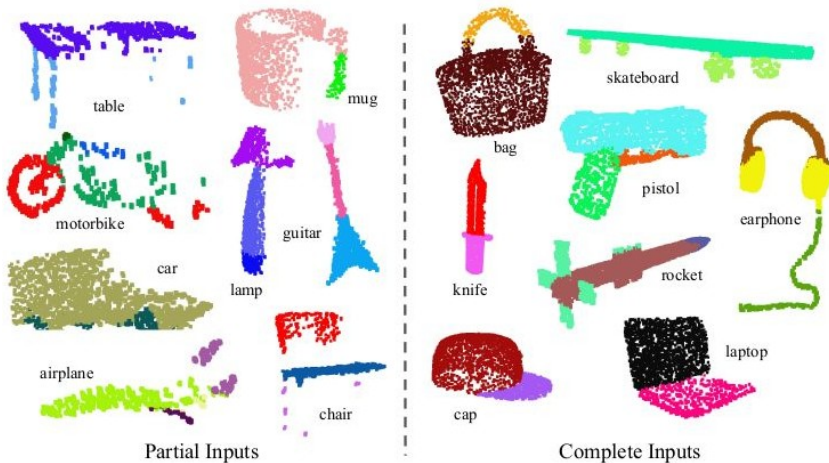 table
mug
motorbike
guitar
car
lamp
airplane
chair
Partial Inputs
skateboard
bag
pistol
earphone
knife
rocket
laptop
cap
Complete Inputs